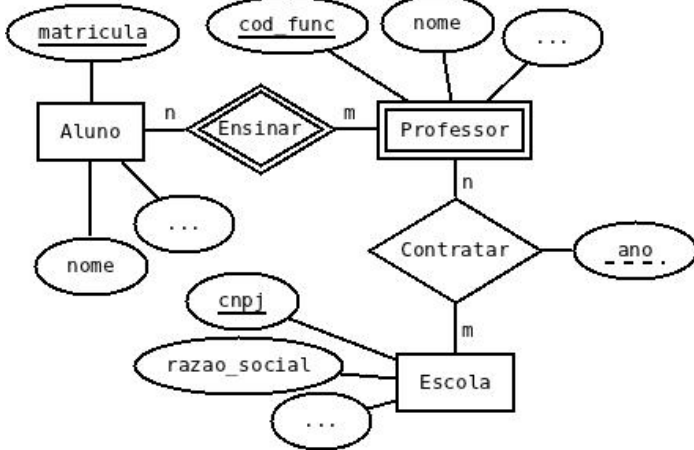 matricula
cod_func
nome
...
Aluno
n
Ensinar
m
Professor
...
nome
n
Contratar
ano
m
cnpj
razao_social
...
Escola